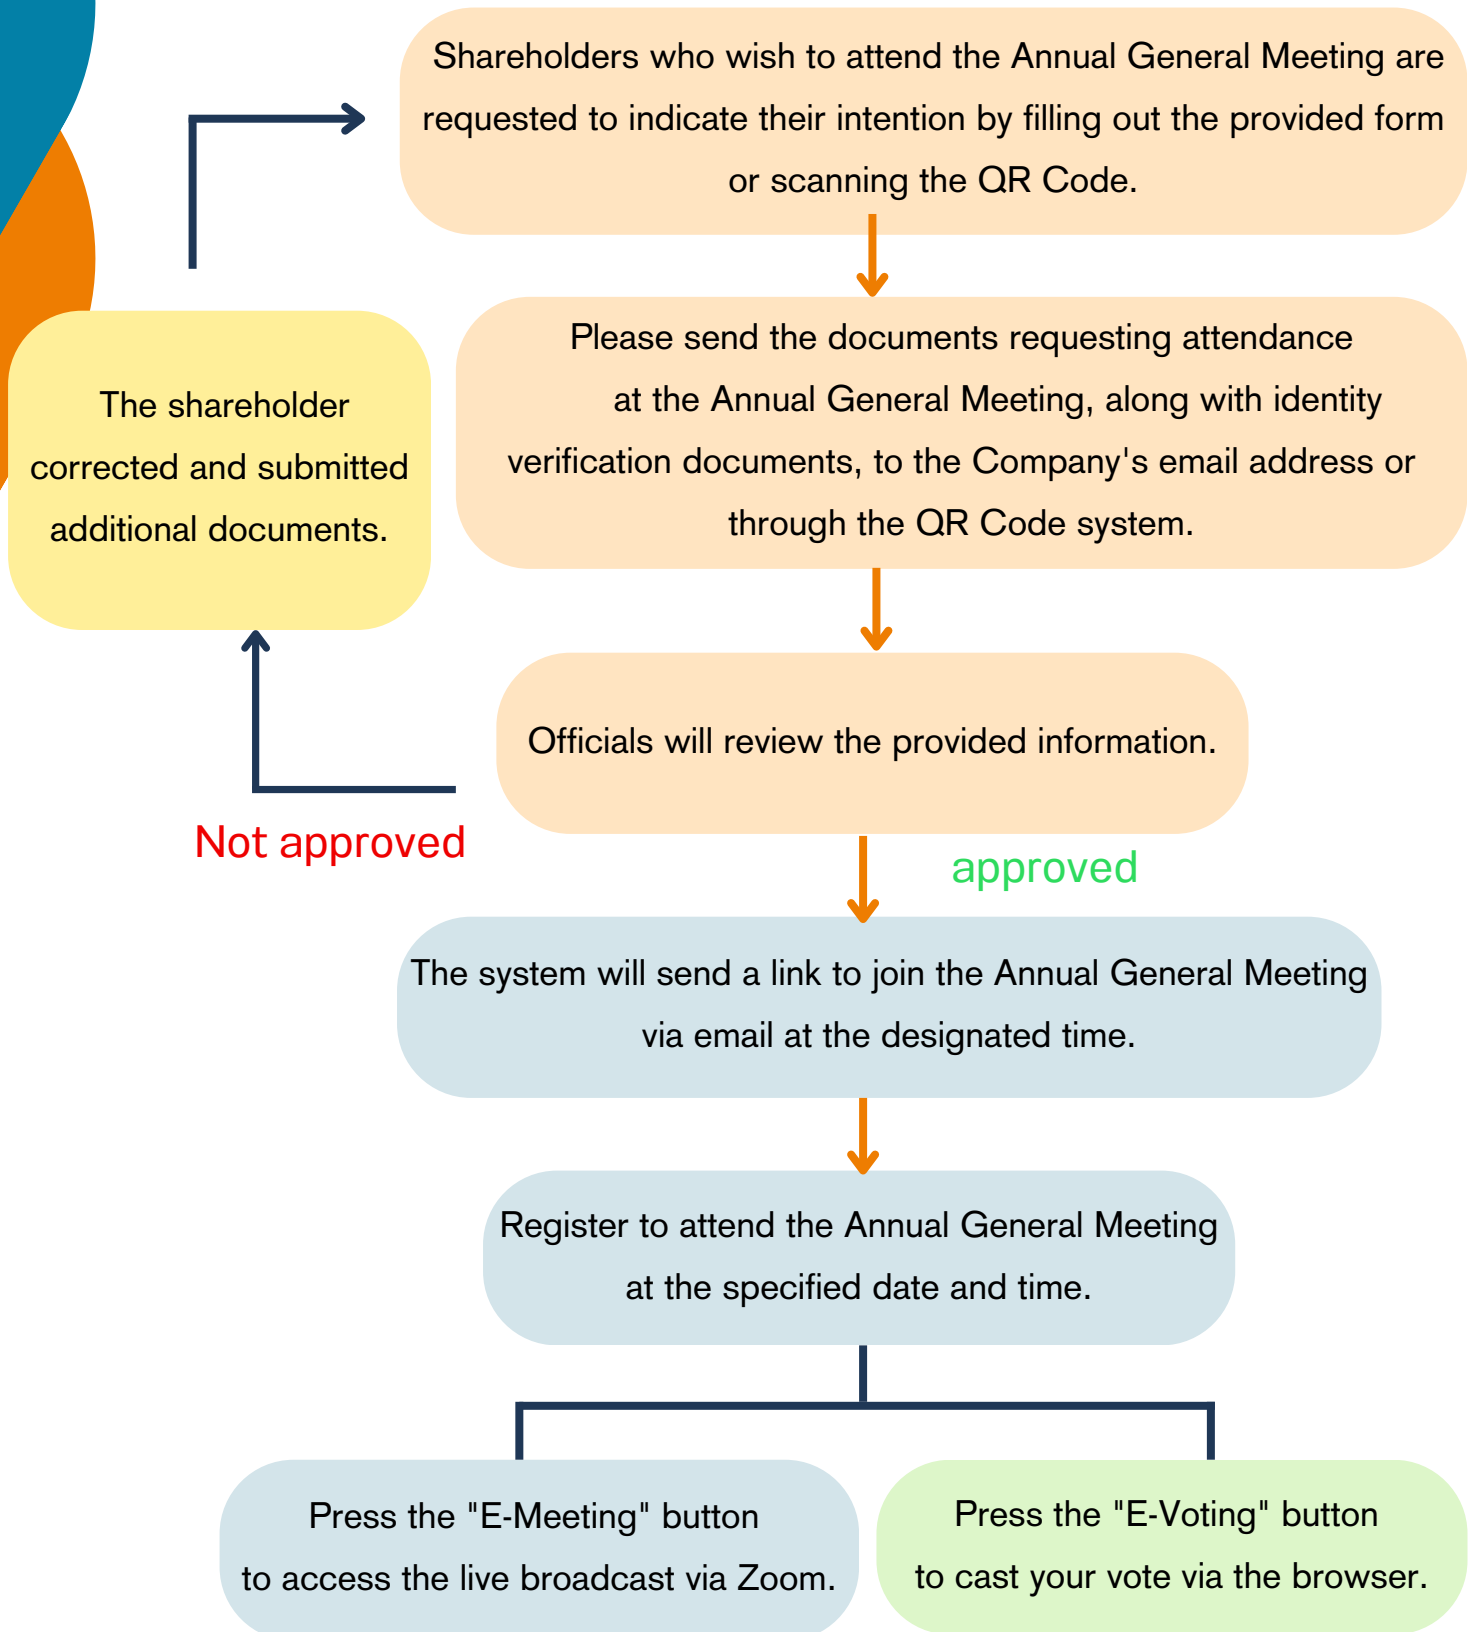 Shareholders who wish to attend the Annual General Meeting are
requested to indicate their intention by filling out the provided form
or scanning the QR Code.
Please send the documents requesting attendance
at the Annual General Meeting, along with identity
verification documents, to the Company's email address or
through the QR Code system.
The shareholder
corrected and submitted
additional documents.
Officials will review the provided information.
Not approved
approved
The system will send a link to join the Annual General Meeting
via email at the designated time.
Register to attend the Annual General Meeting
at the specified date and time.
Press the "E-Meeting" button
to access the live broadcast via Zoom.
Press the "E-Voting" button
to cast your vote via the browser.